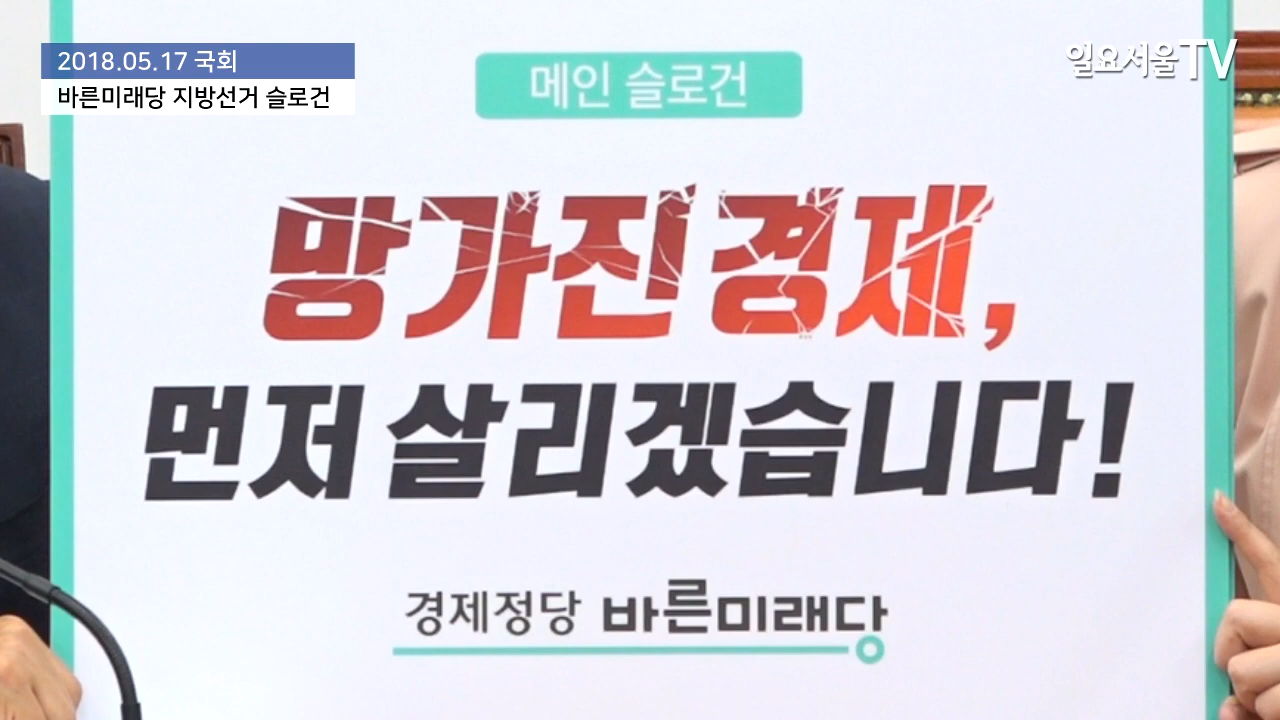 2018.05.17 국회
일요서울TV
바른미래당 지방선거 슬로건
메인 슬로건
망가진 경제,
먼저 살리겠습니다!
경제정당 바른미래당